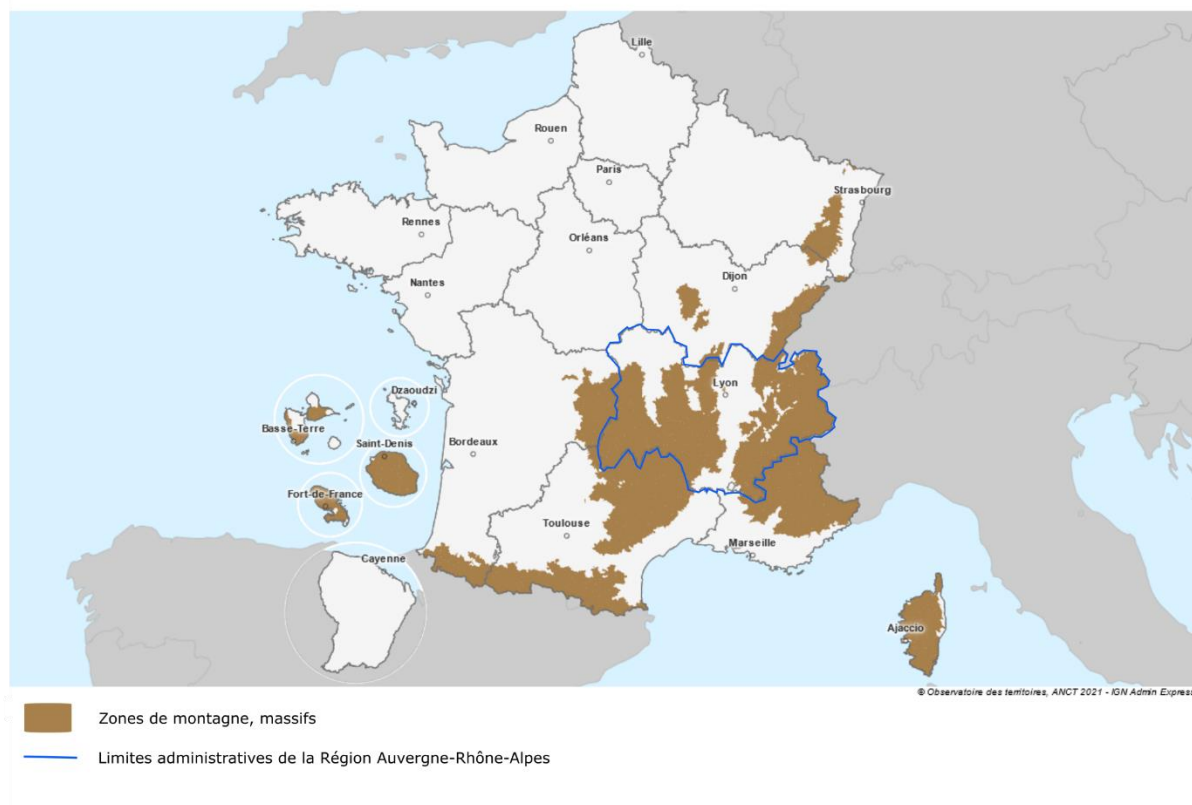 Lille
Rouen
Paris
Strasbourg
Rennes
Orléans
Dijon
Nantes
Lyon
Dzaoudzi
Basse-Terre
Saint-Denis
Bordeaux
Fort-de-France
Toulouse
Marseille
Cayenne
Ajaccio
© Observatoire des territoires, ANCT 2021 - IGN Admin Express
Zones de montagne, massifs
Limites administratives de la Région Auvergne-Rhône-Alpes